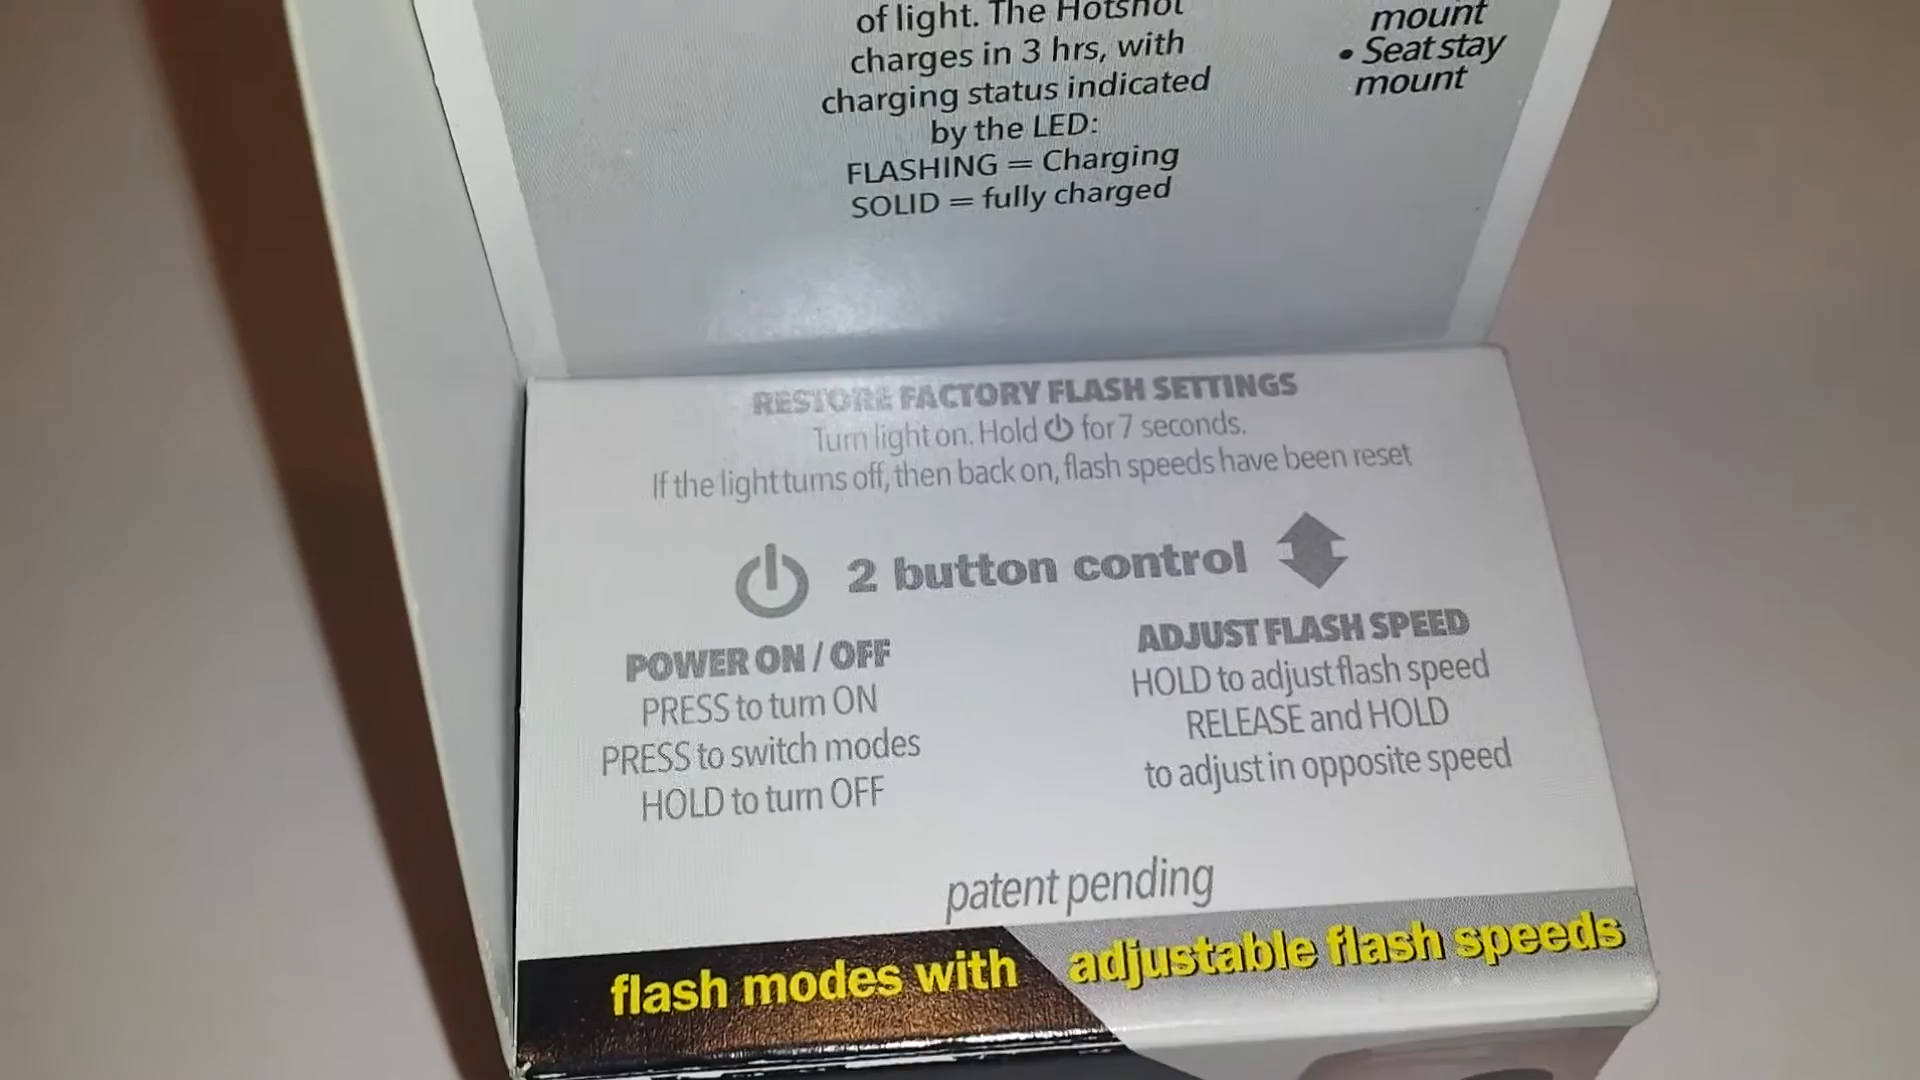 of light. The Hotshot
charges in 3 hrs, with
charging status indicated
by the LED:
FLASHING = Charging
SOLID = fully charged
mount
• Seat stay
mount
RESTORE FACTORY FLASH SETTINGS
Turn light on. Hold for 7 seconds.
If the light turns off, then back on, flash speeds have been reset
2 button control
POWER ON / OFF
PRESS to turn ON
PRESS to switch modes
HOLD to turn OFF
ADJUST FLASH SPEED
HOLD to adjust flash speed
RELEASE and HOLD
to adjust in opposite speed
patent pending
flash modes with adjustable flash speeds